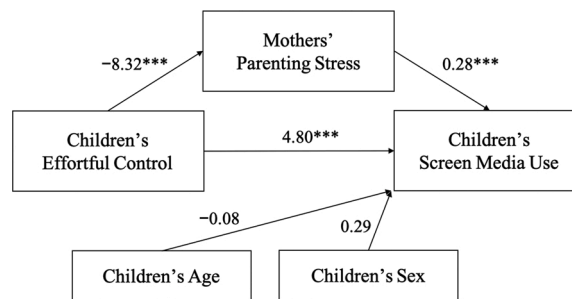 Mothers’
Parenting Stress
−8.32***
0.28***
Children’s
Effortful Control
4.80***
Children’s
Screen Media Use
−0.08
0.29
Children’s Age
Children’s Sex